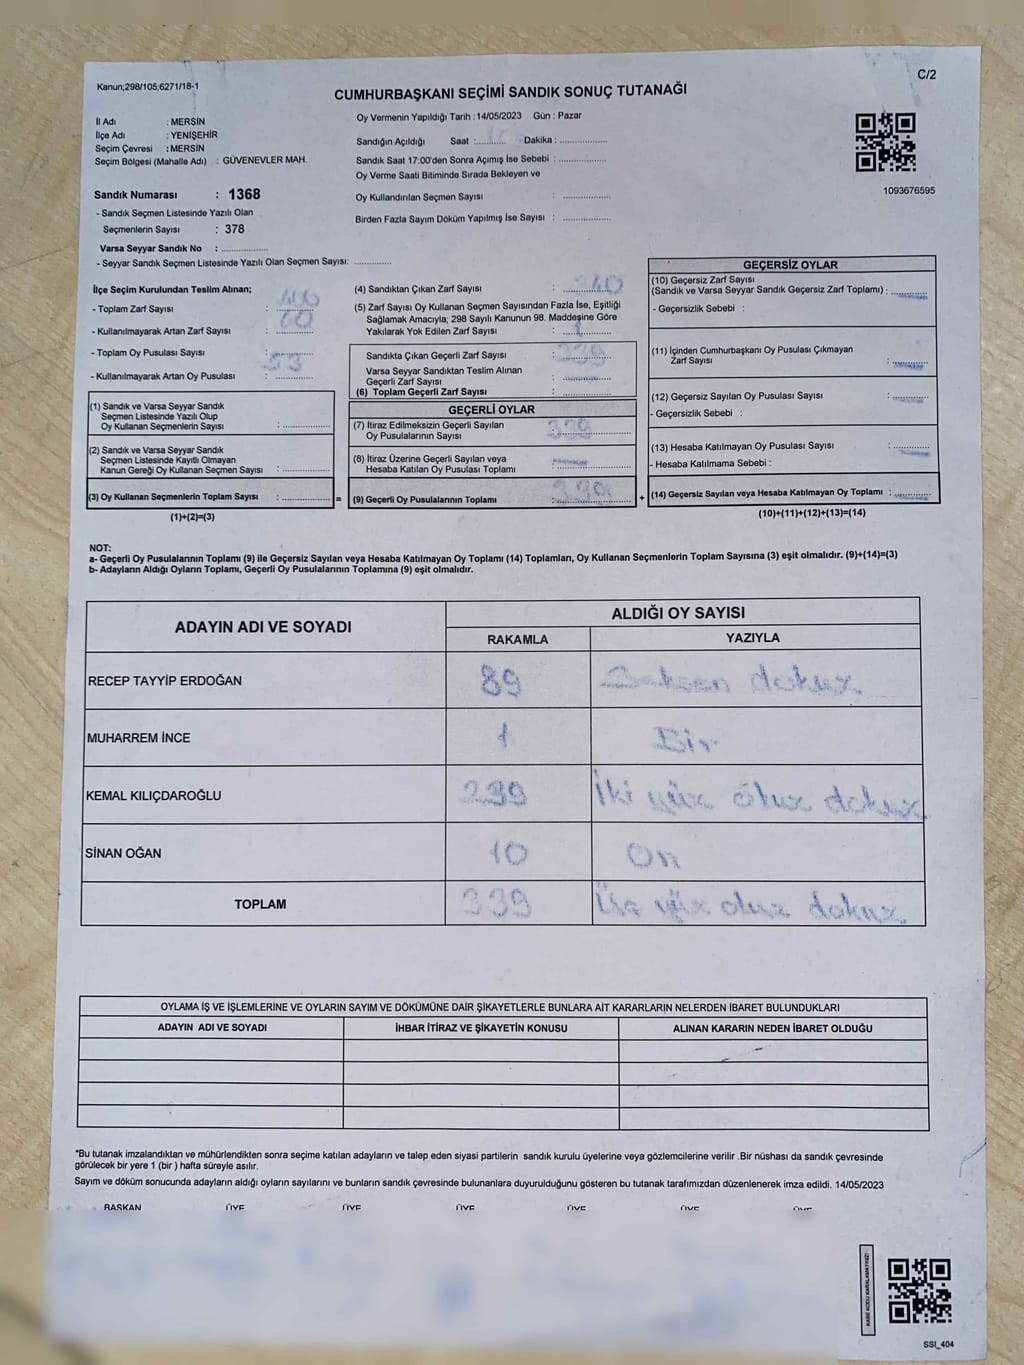 Kanun;298/105;6271/18-1
C/2
CUMHURBAŞKANI SEÇİMİ SANDIK SONUÇ TUTANAĞI
İl Adı : MERSİN
İlçe Adı : YENİŞEHİR
Seçim Çevresi : MERSİN
Seçim Bölgesi (Mahalle Adı) : GÜVENEVLER MAH.
Oy Vermenin Yapıldığı Tarih : 14/05/2023 Gün : Pazar
Sandığın Açıldığı Saat :.......... Dakika : ................
Sandık Saat 17:00'den Sonra Açımış İse Sebebi : ................
Oy Verme Saati Bitiminde Sırada Bekleyen ve
Oy Kullandırılan Seçmen Sayısı : ................
Birden Fazla Sayım Döküm Yapılmış İse Sayısı : ................
1093676595
Sandık Numarası : 1368
- Sandık Seçmen Listesinde Yazılı Olan
Seçmenlerin Sayısı : 378
Varsa Seyyar Sandık No : ................
- Seyyar Sandık Seçmen Listesinde Yazılı Olan Seçmen Sayısı: .............
İlçe Seçim Kurulundan Teslim Alınan;
- Toplam Zarf Sayısı :
- Kullanılmayarak Artan Zarf Sayısı : 60
- Toplam Oy Pusulası Sayısı :
- Kullanılmayarak Artan Oy Pusulası :
(1) Sandık ve Varsa Seyyar Sandık
Seçmen Listesinde Yazılı Olup
Oy Kullanan Seçmenlerin Sayısı : ................
(2) Sandık ve Varsa Seyyar Sandık
Seçmen Listesinde Kayıtlı Olmayan
Kanun Gereği Oy Kullanan Seçmen Sayısı : ................
(3) Oy Kullanan Seçmenlerin Toplam Sayısı : ................ =
(1)+(2)=(3)
(4) Sandıktan Çıkan Zarf Sayısı : 340
(5) Zarf Sayısı Oy Kullanan Seçmen Sayısından Fazla İse, Eşitliği
Sağlamak Amacıyla; 298 Sayılı Kanunun 98. Maddesine Göre
Yakılarak Yok Edilen Zarf Sayısı : 1
Sandıkta Çıkan Geçerli Zarf Sayısı : 339
Varsa Seyyar Sandıktan Teslim Alınan
Geçerli Zarf Sayısı :
(6) Toplam Geçerli Zarf Sayısı : ................
GEÇERLİ OYLAR
(7) İtiraz Edilmeksizin Geçerli Sayılan
Oy Pusulalarının Sayısı : 339
(8) İtiraz Üzerine Geçerli Sayılan veya
Hesaba Katılan Oy Pusulası Toplamı :
(9) Geçerli Oy Pusulalarının Toplamı : 339 +
GEÇERSİZ OYLAR
(10) Geçersiz Zarf Sayısı
(Sandık ve Varsa Seyyar Sandık Geçersiz Zarf Toplamı) :
- Geçersizlik Sebebi :
(11) İçinden Cumhurbaşkanı Oy Pusulası Çıkmayan
Zarf Sayısı :
(12) Geçersiz Sayılan Oy Pusulası Sayısı :
- Geçersizlik Sebebi :
(13) Hesaba Katılmayan Oy Pusulası Sayısı :
- Hesaba Katılmama Sebebi :
(14) Geçersiz Sayılan veya Hesaba Katılmayan Oy Toplamı :
(10)+(11)+(12)+(13)=(14)
NOT:
a- Geçerli Oy Pusulalarının Toplamı (9) ile Geçersiz Sayılan veya Hesaba Katılmayan Oy Toplamı (14) Toplamları, Oy Kullanan Seçmenlerin Toplam Sayısına (3) eşit olmalıdır. (9)+(14)=(3)
b- Adayların Aldığı Oyların Toplamı, Geçerli Oy Pusulalarının Toplamına (9) eşit olmalıdır.
ADAYIN ADI VE SOYADI
ALDIĞI OY SAYISI
RAKAMLA YAZIYLA
RECEP TAYYİP ERDOĞAN 89 Seksen dokuz
MUHARREM İNCE 1 Bir
KEMAL KILIÇDAROĞLU 239 İki yüz otuz dokuz
SİNAN OĞAN 10 On
TOPLAM 339 Üç yüz otuz dokuz
OYLAMA İŞ VE İŞLEMLERİNE VE OYLARIN SAYIM VE DÖKÜMÜNE DAİR ŞİKAYETLERLE BUNLARA AİT KARARLARIN NELERDEN İBARET BULUNDUKLARI
ADAYIN ADI VE SOYADI İHBAR İTİRAZ VE ŞİKAYETİN KONUSU ALINAN KARARIN NEDEN İBARET OLDUĞU
*Bu tutanak imzalandıktan ve mühürlendikten sonra seçime katılan adayların ve talep eden siyasi partilerin sandık kurulu üyelerine veya gözlemcilerine verilir .Bir nüshası da sandık çevresinde
görülecek bir yere 1 (bir ) hafta süreyle asılır.
Sayım ve döküm sonucunda adayların aldığı oyların sayılarını ve bunların sandık çevresinde bulunanlara duyurulduğunu gösteren bu tutanak tarafımızdan düzenlenerek imza edildi. 14/05/2023
BAŞKAN ÜYE ÜYE ÜYE ÜYE ÜYE ÜYE
KARE KODU KARALAMAYINIZ!
SSI_404